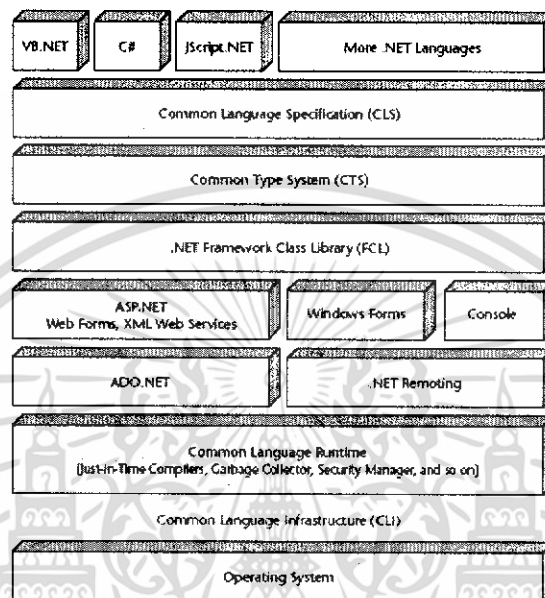 VB.NET C# JScript.NET More .NET Languages
Common Language Specification (CLS)
Common Type System (CTS)
.NET Framework Class Library (FCL)
ASP.NET
Web Forms, XML Web Services
Windows Forms Console
ADO.NET .NET Remoting
Common Language Runtime
(Just-in-Time Compilers, Garbage Collector, Security Manager, and so on)
Common Language Infrastructure (CLI)
Operating System